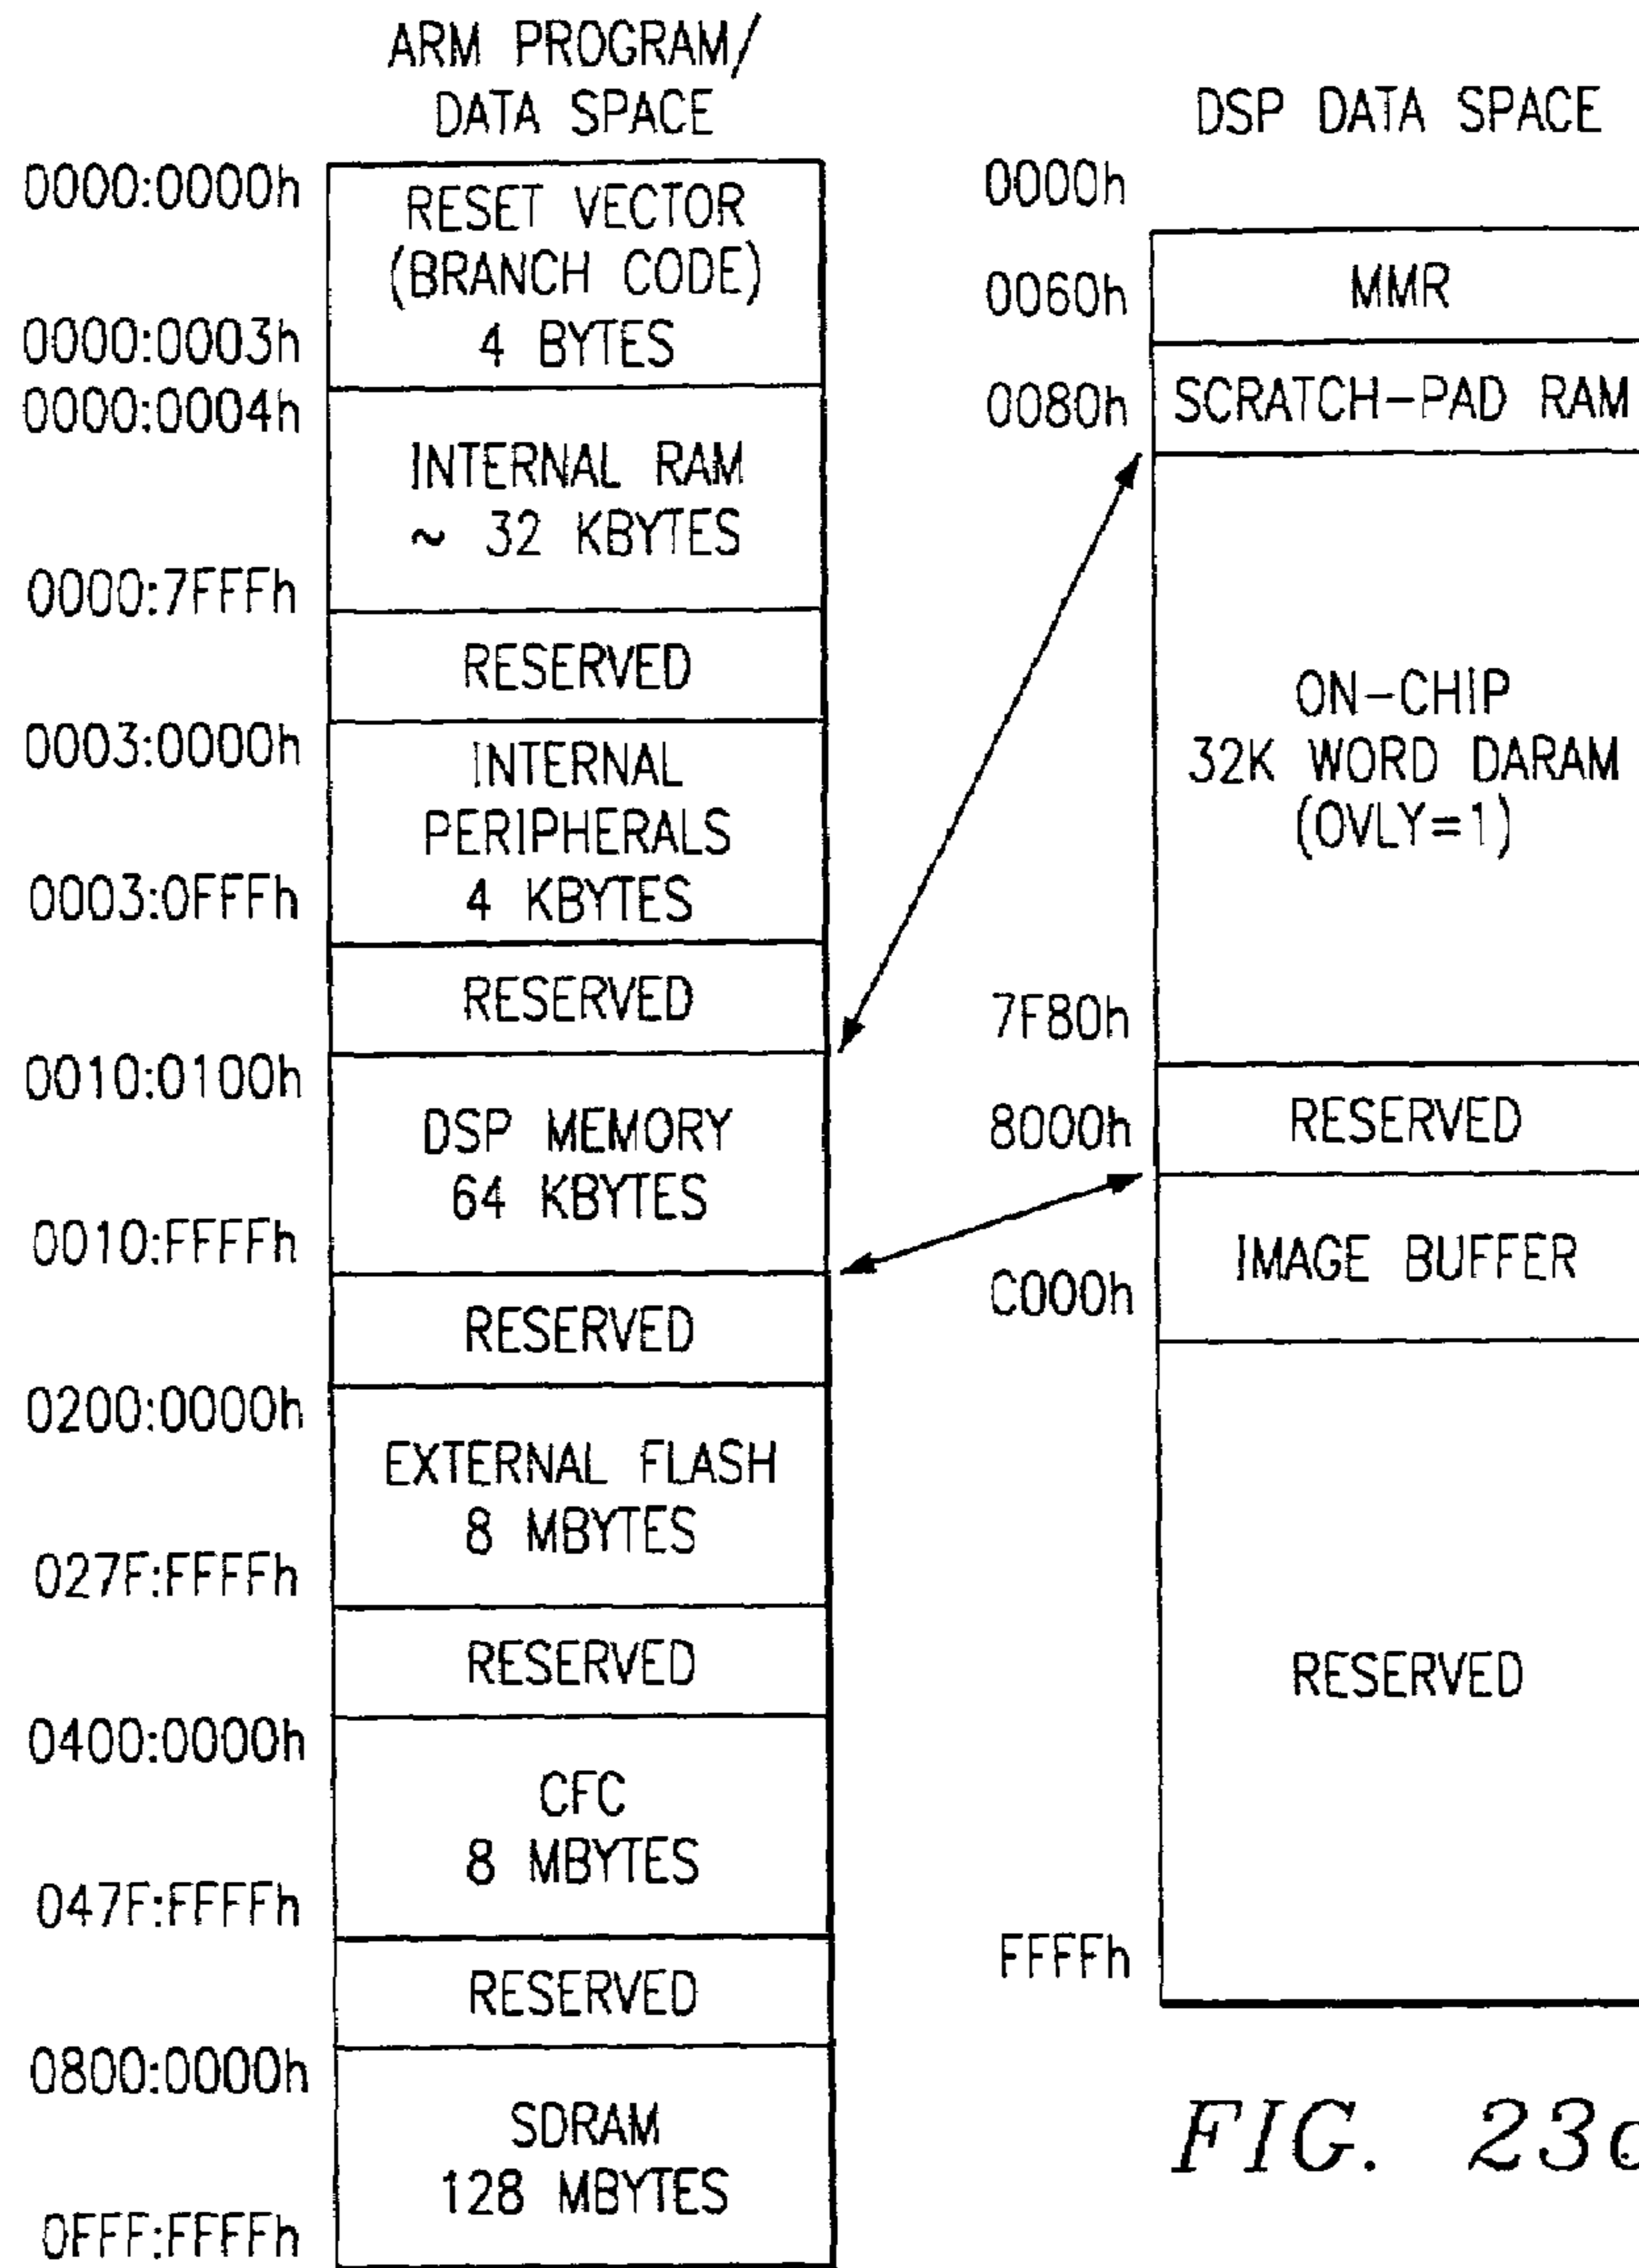 ARM PROGRAM/
DATA SPACE
0000:0000h
RESET VECTOR
(BRANCH CODE)
4 BYTES
0000:0003h
0000:0004h
INTERNAL RAM
~ 32 KBYTES
0000:7FFFh
RESERVED
0003:0000h
INTERNAL
PERIPHERALS
4 KBYTES
0003:0FFFh
RESERVED
0010:0100h
DSP MEMORY
64 KBYTES
0010:FFFFh
RESERVED
0200:0000h
EXTERNAL FLASH
8 MBYTES
027F:FFFFh
RESERVED
0400:0000h
CFC
8 MBYTES
047F:FFFFh
RESERVED
0800:0000h
SDRAM
128 MBYTES
0FFF:FFFFh
DSP DATA SPACE
0000h
MMR
0060h
SCRATCH-PAD RAM
0080h
ON-CHIP
32K WORD DARAM
(OVLY=1)
7F80h
RESERVED
8000h
IMAGE BUFFER
C000h
RESERVED
FFFFh
FIG.